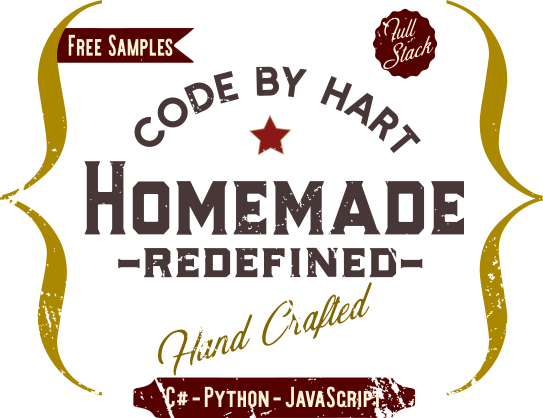 Free Samples
Full
Stack
CODE BY HART
HOMEMADE
-REDEFINED-
Hand Crafted
C# - Python - JavaScript